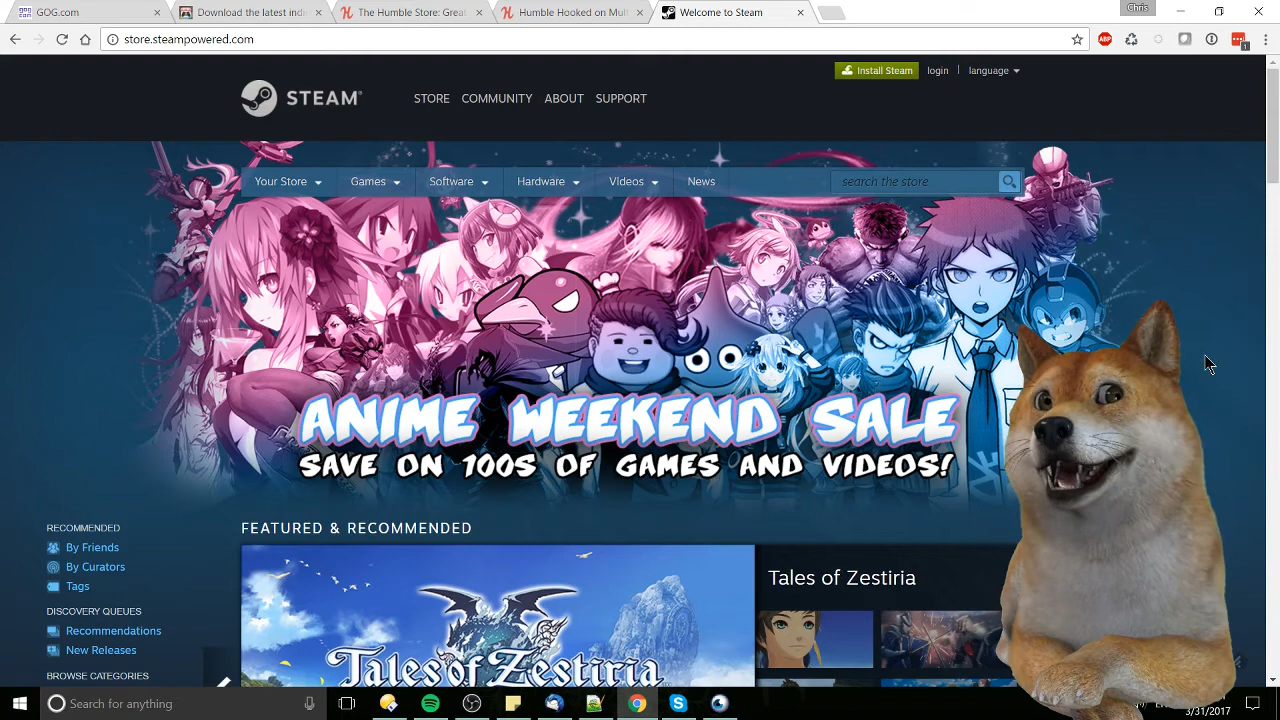 GOG.com
Download the latest indi
The Humble Store: Great
Humble Hooked on Mult
Welcome to Steam
Chris
store.steampowered.com
ABP
1
Install Steam
login
language
STEAM
STORE
COMMUNITY
ABOUT
SUPPORT
Your Store
Games
Software
Hardware
Videos
News
search the store
ANIME WEEKEND SALE
SAVE ON 100S OF GAMES AND VIDEOS!
RECOMMENDED
By Friends
By Curators
Tags
DISCOVERY QUEUES
Recommendations
New Releases
BROWSE CATEGORIES
FEATURED & RECOMMENDED
Tales of Zestiria
Tales of Zestiria
Search for anything
3/31/2017